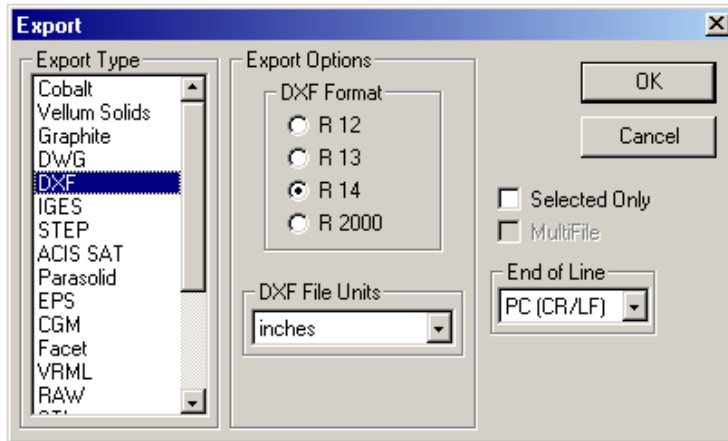 Export
Export Type
Cobalt
Vellum Solids
Graphite
DWG
DXF
IGES
STEP
ACIS SAT
Parasolid
EPS
CGM
Facet
VRML
RAW
Export Options
DXF Format
R 12
R 13
R 14
R 2000
DXF File Units
inches
OK
Cancel
Selected Only
MultiFile
End of Line
PC (CR/LF)